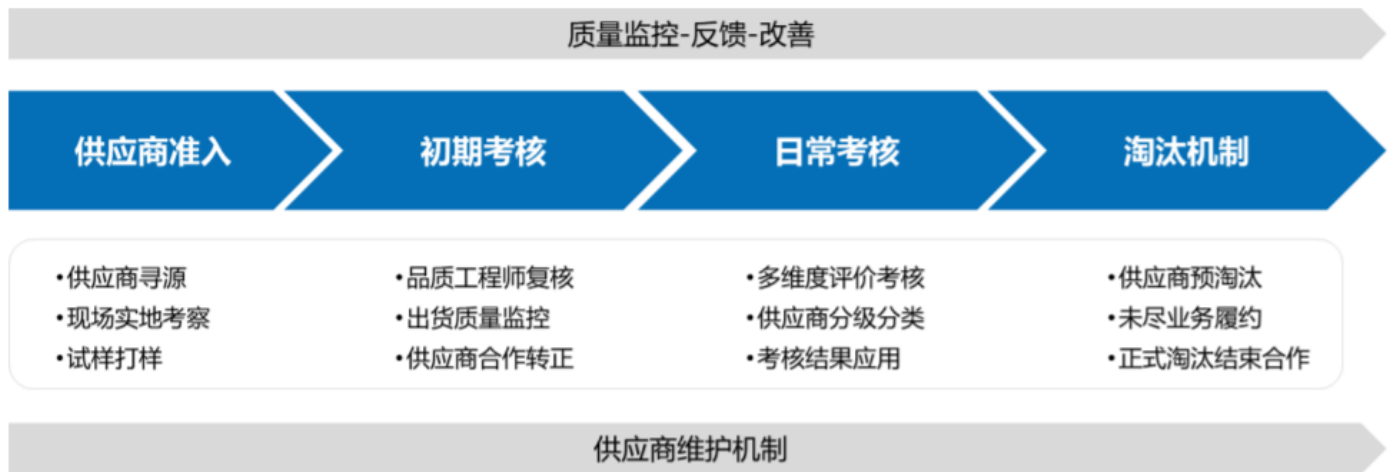 质量监控-反馈-改善
供应商准入
初期考核
日常考核
淘汰机制
•供应商寻源
•现场实地考察
•试样打样
•品质工程师复核
•出货质量监控
•供应商合作转正
•多维度评价考核
•供应商分级分类
•考核结果应用
•供应商预淘汰
•未尽业务履约
•正式淘汰结束合作
供应商维护机制